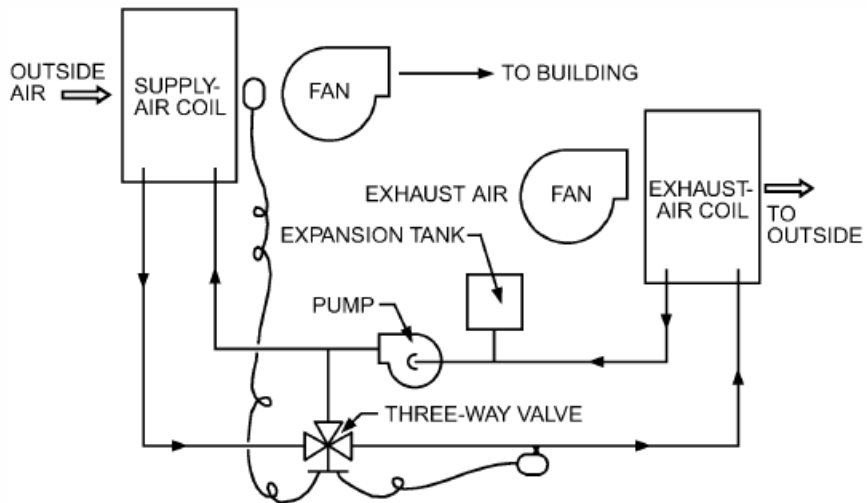 OUTSIDE
AIR
SUPPLY-
AIR COIL
FAN
TO BUILDING
EXHAUST AIR
FAN
EXHAUST-
AIR COIL
TO
OUTSIDE
EXPANSION TANK
PUMP
THREE-WAY VALVE